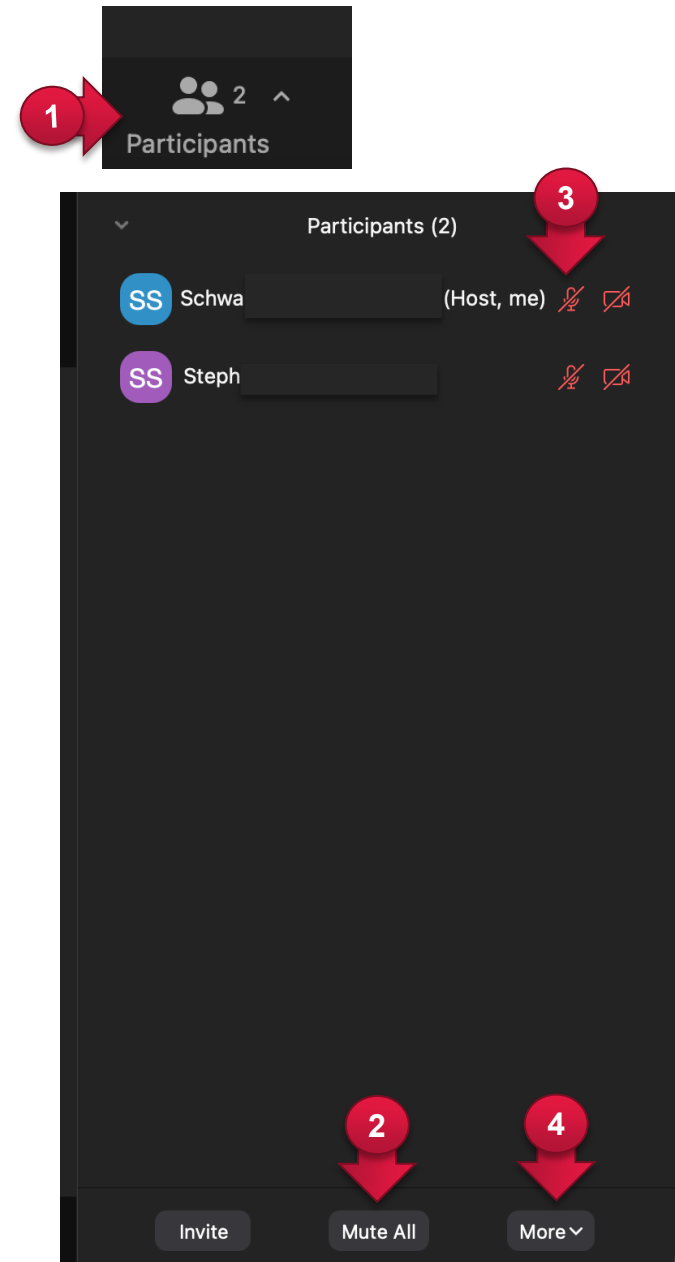 1
2
Participants
3
Participants (2)
SS Schwa (Host, me)
SS Steph
2
4
Invite Mute All More